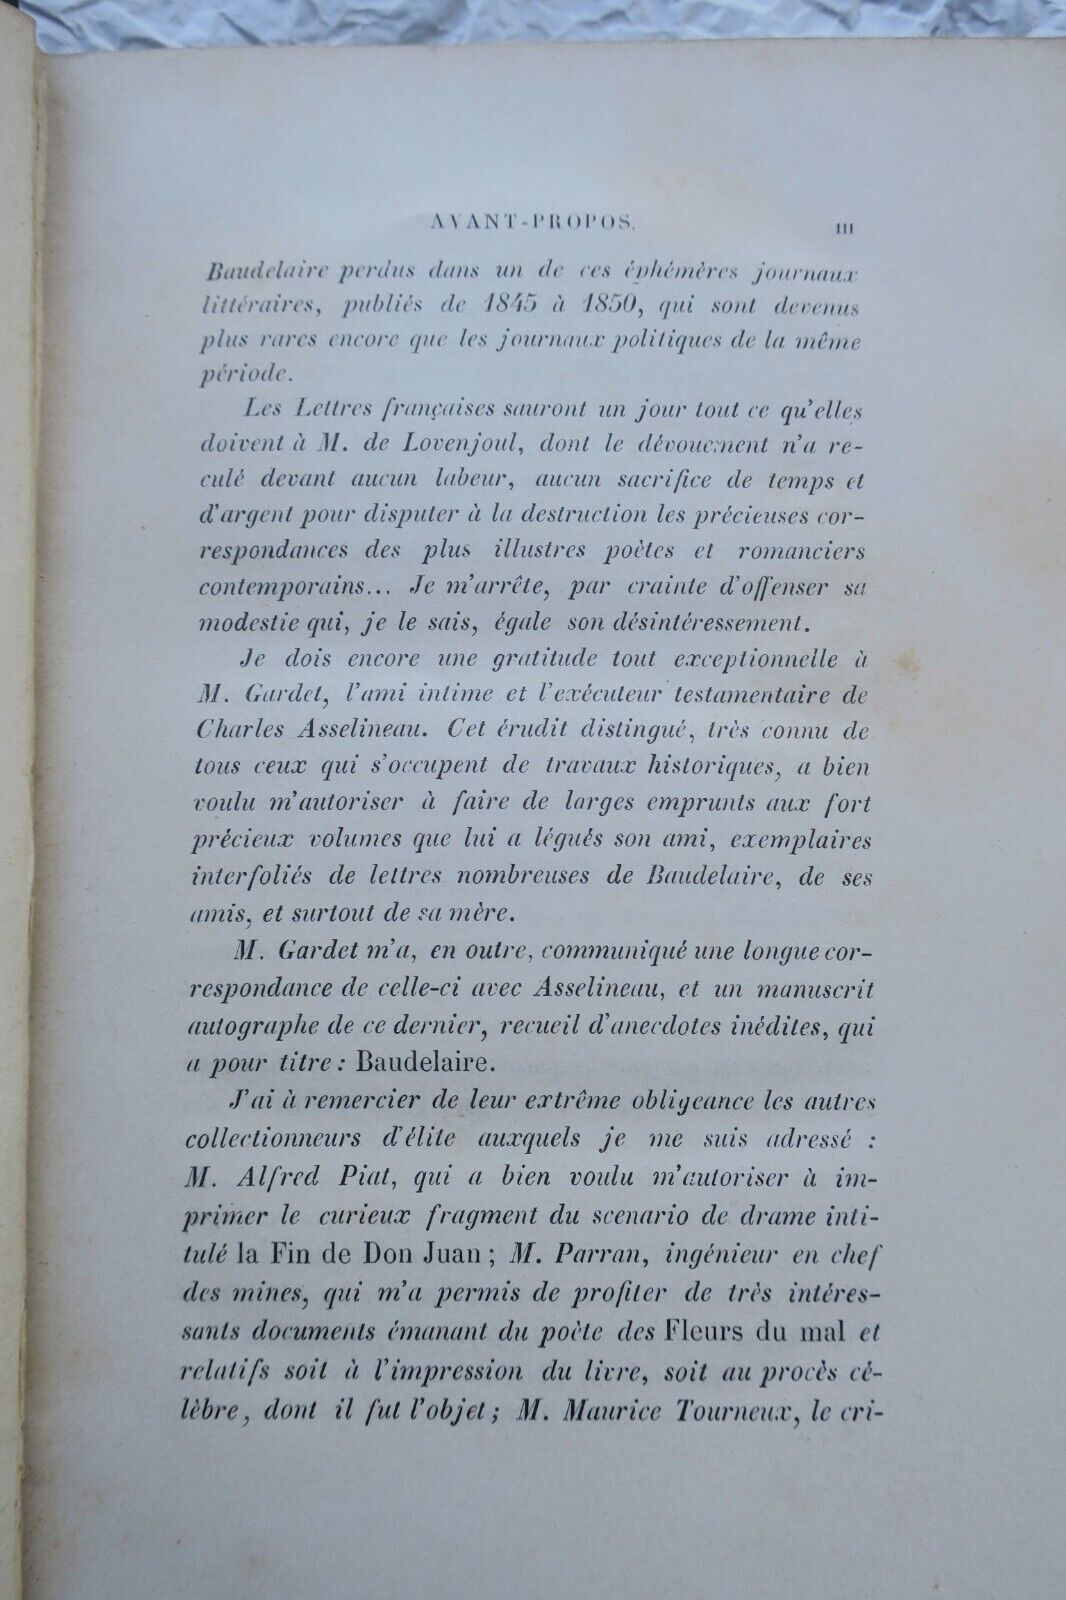 AVANT-PROPOS. III
Baudelaire perdus dans un de ces éphémères journaux
littéraires, publiés de 1845 à 1850, qui sont devenus
plus rares encore que les journaux politiques de la même
période.
Les Lettres françaises sauront un jour tout ce qu'elles
doivent à M. de Lovenjoul, dont le dévouement n'a re-
culé devant aucun labeur, aucun sacrifice de temps et
d'argent pour disputer à la destruction les précieuses cor-
respondances des plus illustres poètes et romanciers
contemporains... Je m'arrête, par crainte d'offenser sa
modestie qui, je le sais, égale son désintéressement.
Je dois encore une gratitude tout exceptionnelle à
M. Gardet, l'ami intime et l'exécuteur testamentaire de
Charles Asselineau. Cet érudit distingué, très connu de
tous ceux qui s'occupent de travaux historiques, a bien
voulu m'autoriser à faire de larges emprunts aux fort
précieux volumes que lui a légués son ami, exemplaires
interfoliés de lettres nombreuses de Baudelaire, de ses
amis, et surtout de sa mère.
M. Gardet m'a, en outre, communiqué une longue cor-
respondance de celle-ci avec Asselineau, et un manuscrit
autographe de ce dernier, recueil d'anecdotes inédites, qui
a pour titre : Baudelaire.
J'ai à remercier de leur extrême obligeance les autres
collectionneurs d'élite auxquels je me suis adressé :
M. Alfred Piat, qui a bien voulu m'autoriser à im-
primer le curieux fragment du scenario de drame inti-
tulé la Fin de Don Juan ; M. Parran, ingénieur en chef
des mines, qui m'a permis de profiter de très intéres-
sants documents émanant du poète des Fleurs du mal et
relatifs soit à l'impression du livre, soit au procès cé-
lèbre, dont il fut l'objet ; M. Maurice Tourneux, le cri-